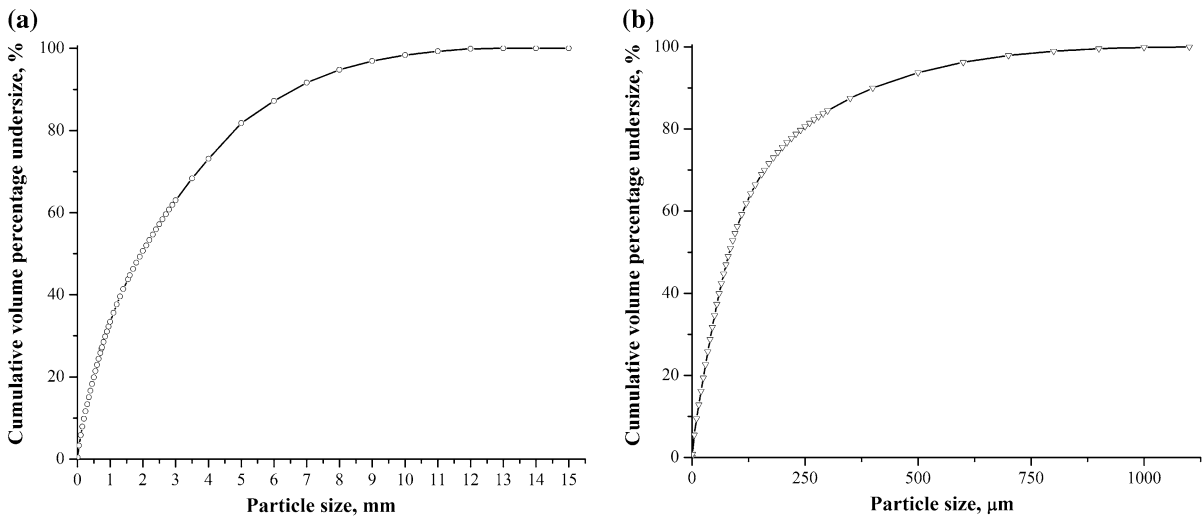 (a)
Cumulative volume percentage undersize, %
100
80
60
40
20
0
0 1 2 3 4 5 6 7 8 9 10 11 12 13 14 15
Particle size, mm
(b)
Cumulative volume percentage undersize, %
100
80
60
40
20
0
0 250 500 750 1000
Particle size, μm